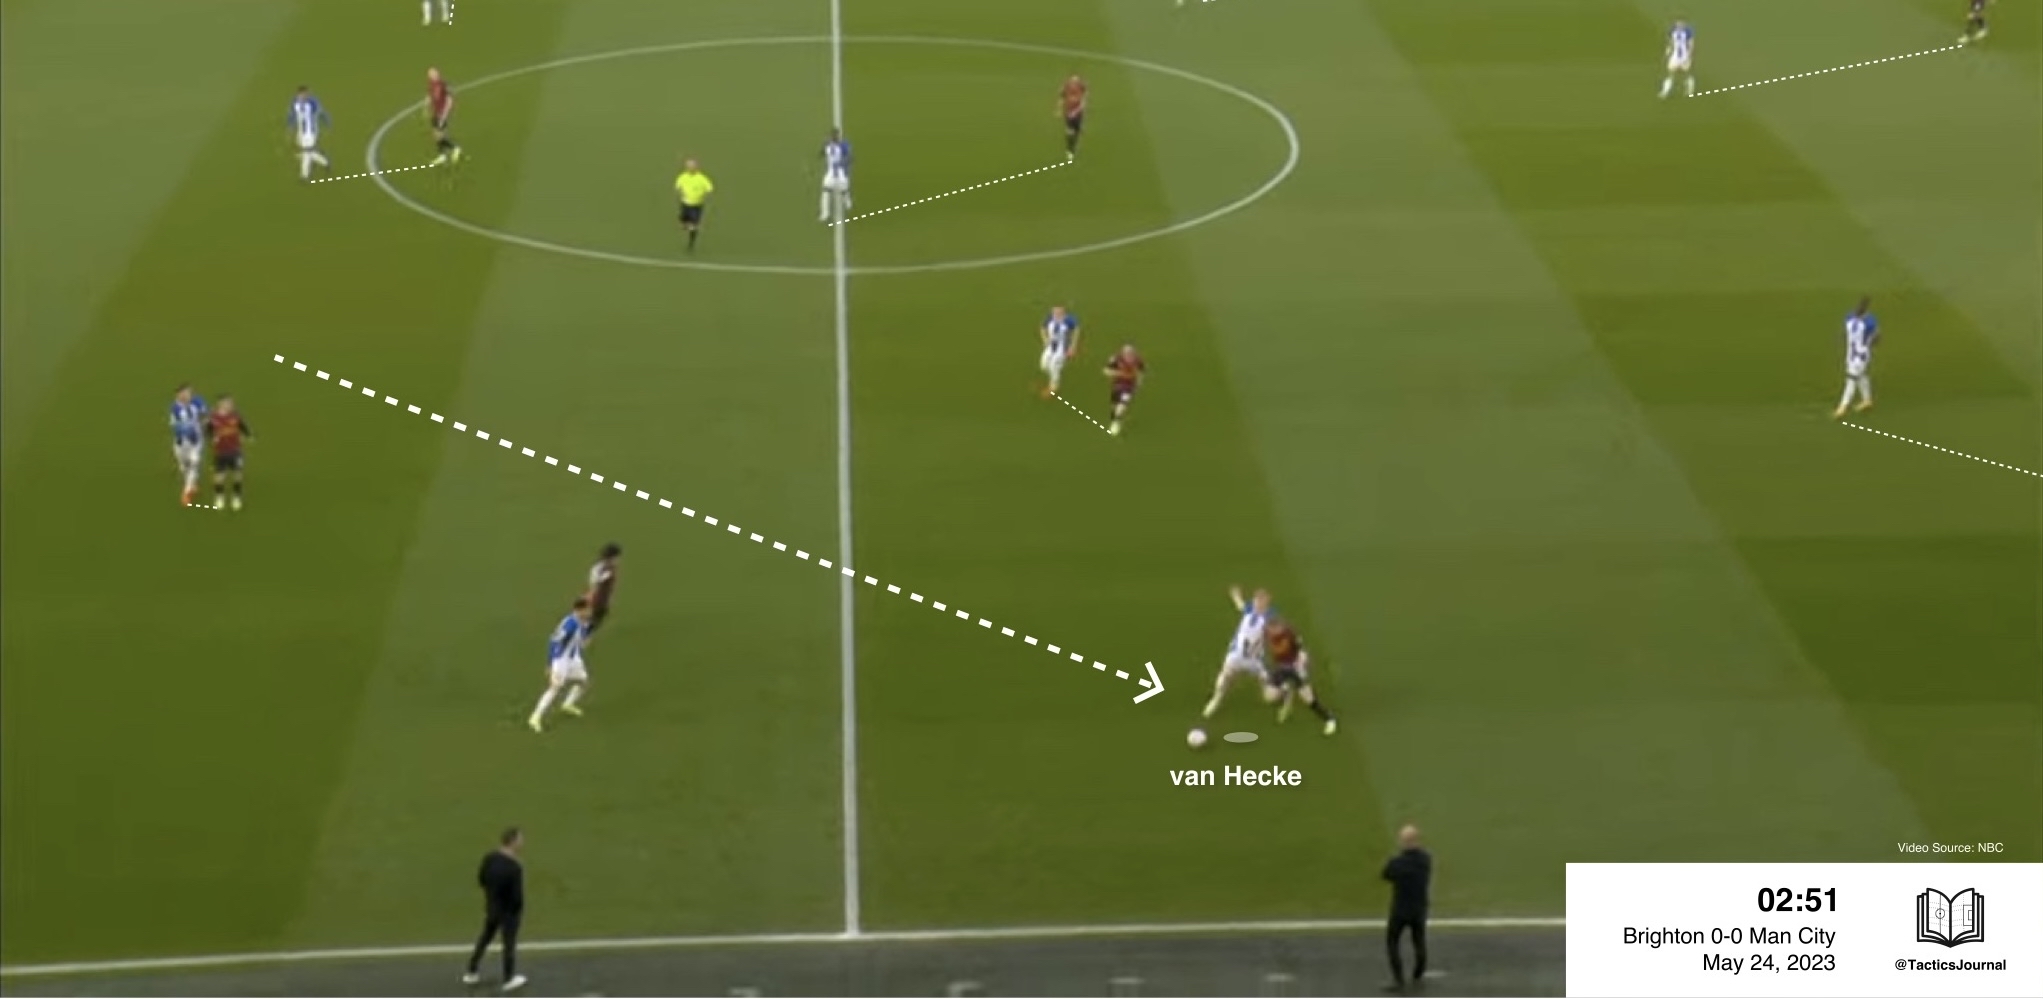 van Hecke
Video Source: NBC
02:51
Brighton 0-0 Man City
May 24, 2023
@TacticsJournal